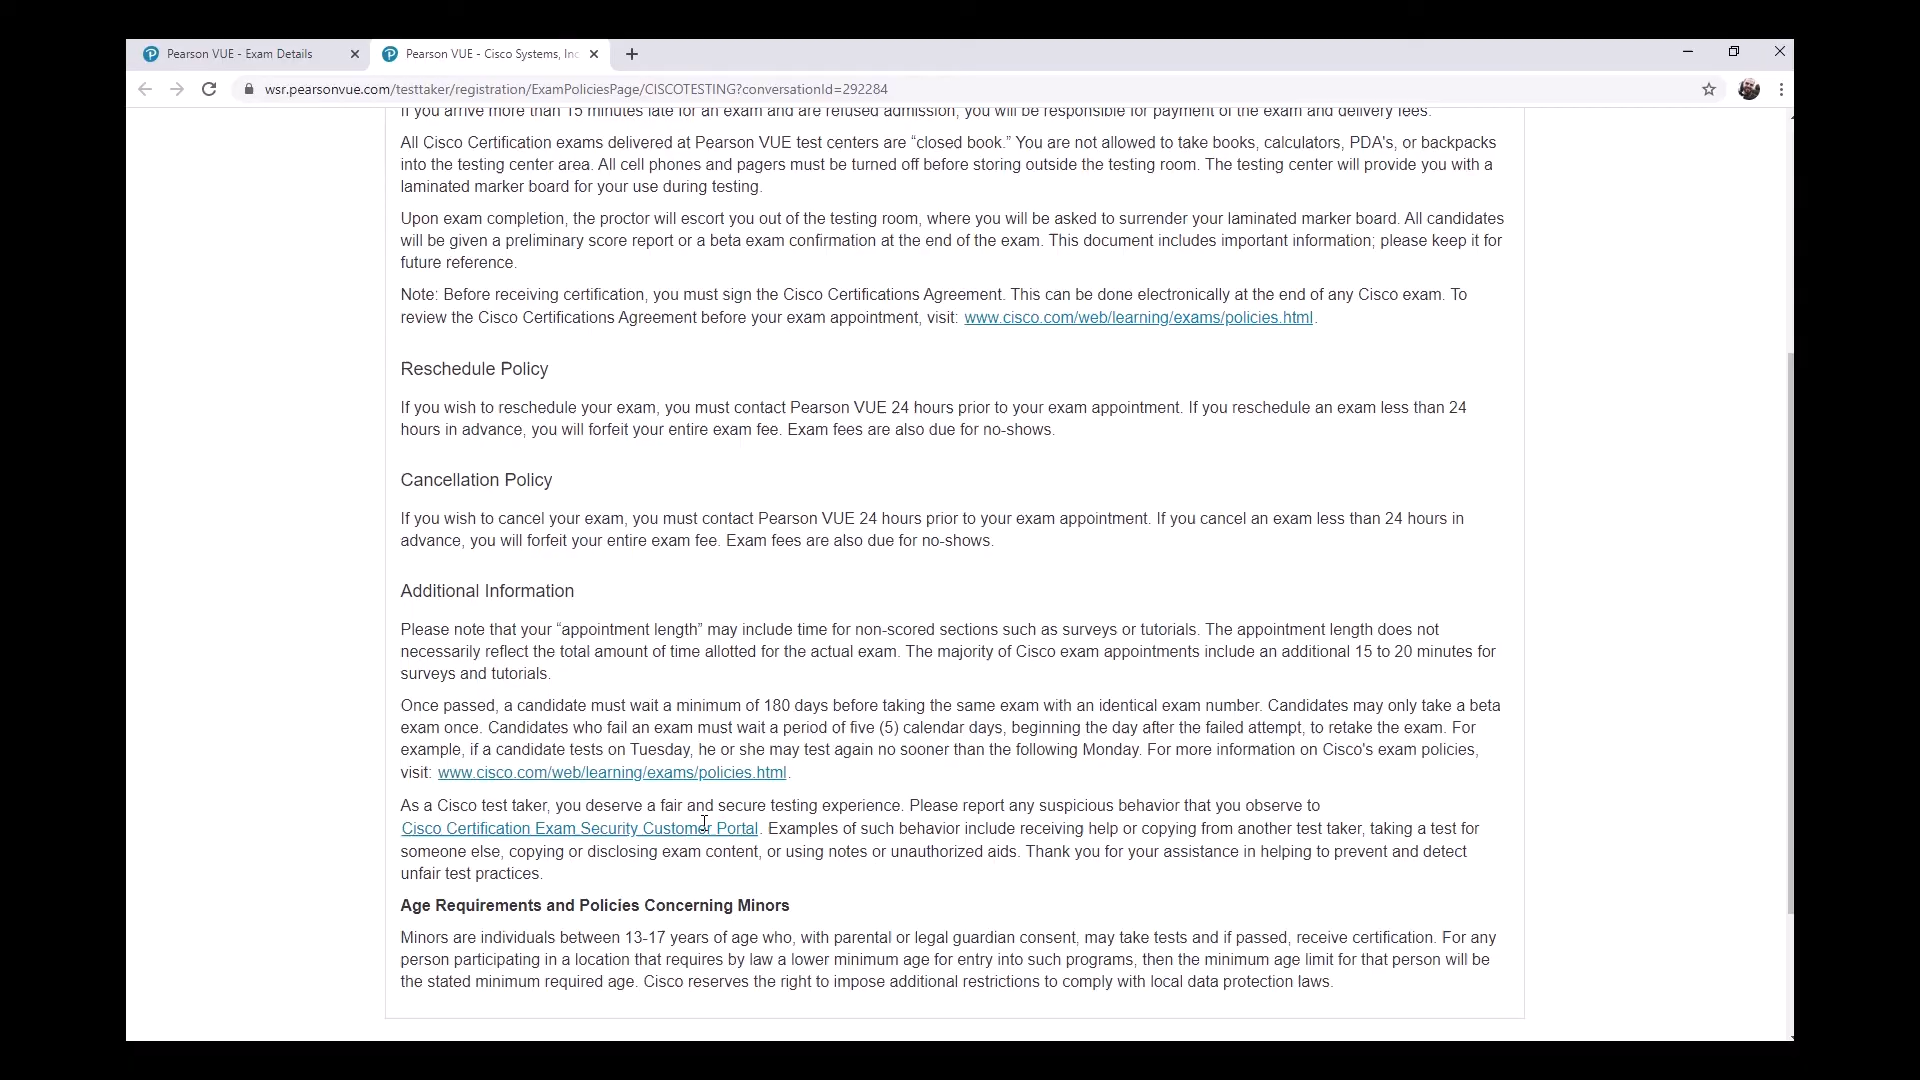 Pearson VUE - Exam Details
Pearson VUE - Cisco Systems, Inc
wsr.pearsonvue.com/testtaker/registration/ExamPoliciesPage/CISCOTESTING?conversationId=292284
If you arrive more than 15 minutes late for an exam and are refused admission, you will be responsible for payment of the exam and delivery fees.
All Cisco Certification exams delivered at Pearson VUE test centers are “closed book.” You are not allowed to take books, calculators, PDA's, or backpacks
into the testing center area. All cell phones and pagers must be turned off before storing outside the testing room. The testing center will provide you with a
laminated marker board for your use during testing.
Upon exam completion, the proctor will escort you out of the testing room, where you will be asked to surrender your laminated marker board. All candidates
will be given a preliminary score report or a beta exam confirmation at the end of the exam. This document includes important information; please keep it for
future reference.
Note: Before receiving certification, you must sign the Cisco Certifications Agreement. This can be done electronically at the end of any Cisco exam. To
review the Cisco Certifications Agreement before your exam appointment, visit: www.cisco.com/web/learning/exams/policies.html.
Reschedule Policy
If you wish to reschedule your exam, you must contact Pearson VUE 24 hours prior to your exam appointment. If you reschedule an exam less than 24
hours in advance, you will forfeit your entire exam fee. Exam fees are also due for no-shows.
Cancellation Policy
If you wish to cancel your exam, you must contact Pearson VUE 24 hours prior to your exam appointment. If you cancel an exam less than 24 hours in
advance, you will forfeit your entire exam fee. Exam fees are also due for no-shows.
Additional Information
Please note that your “appointment length” may include time for non-scored sections such as surveys or tutorials. The appointment length does not
necessarily reflect the total amount of time allotted for the actual exam. The majority of Cisco exam appointments include an additional 15 to 20 minutes for
surveys and tutorials.
Once passed, a candidate must wait a minimum of 180 days before taking the same exam with an identical exam number. Candidates may only take a beta
exam once. Candidates who fail an exam must wait a period of five (5) calendar days, beginning the day after the failed attempt, to retake the exam. For
example, if a candidate tests on Tuesday, he or she may test again no sooner than the following Monday. For more information on Cisco's exam policies,
visit: www.cisco.com/web/learning/exams/policies.html.
As a Cisco test taker, you deserve a fair and secure testing experience. Please report any suspicious behavior that you observe to
Cisco Certification Exam Security Customer Portal. Examples of such behavior include receiving help or copying from another test taker, taking a test for
someone else, copying or disclosing exam content, or using notes or unauthorized aids. Thank you for your assistance in helping to prevent and detect
unfair test practices.
Age Requirements and Policies Concerning Minors
Minors are individuals between 13-17 years of age who, with parental or legal guardian consent, may take tests and if passed, receive certification. For any
person participating in a location that requires by law a lower minimum age for entry into such programs, then the minimum age limit for that person will be
the stated minimum required age. Cisco reserves the right to impose additional restrictions to comply with local data protection laws.